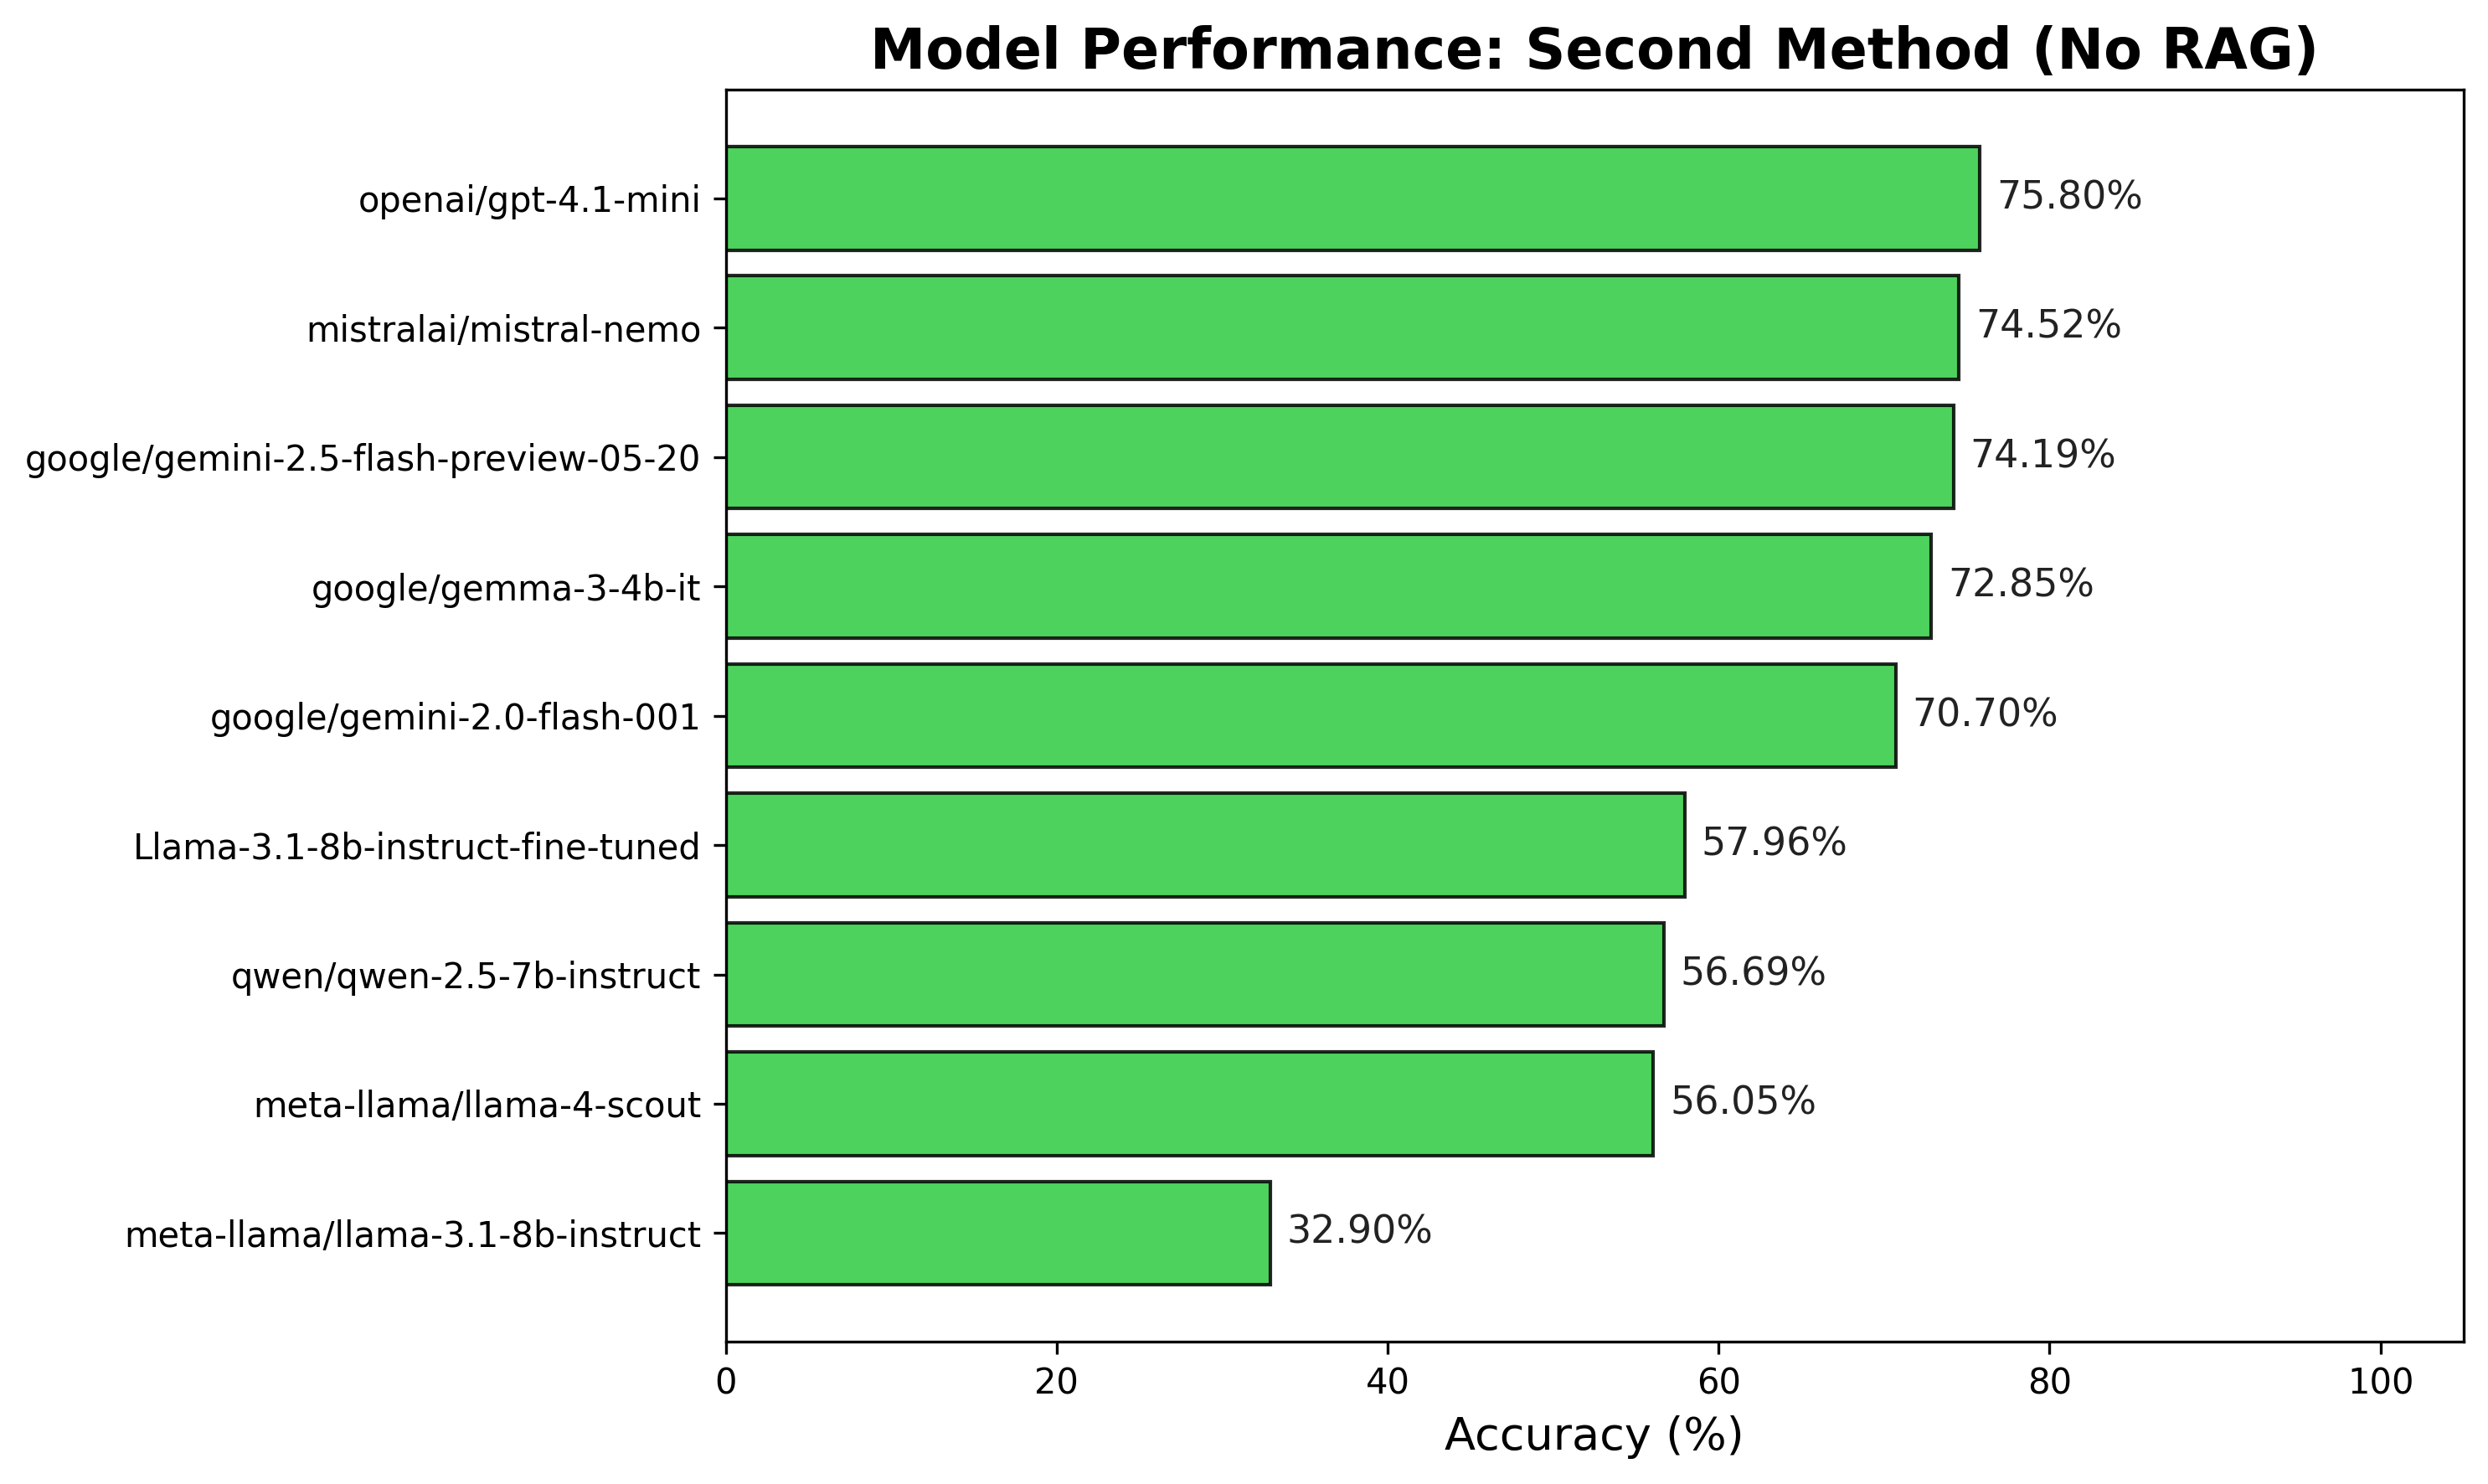 Model Performance: Second Method (No RAG)
openai/gpt-4.1-mini 75.80%
mistralai/mistral-nemo 74.52%
google/gemini-2.5-flash-preview-05-20 74.19%
google/gemma-3-4b-it 72.85%
google/gemini-2.0-flash-001 70.70%
Llama-3.1-8b-instruct-fine-tuned 57.96%
qwen/qwen-2.5-7b-instruct 56.69%
meta-llama/llama-4-scout 56.05%
meta-llama/llama-3.1-8b-instruct 32.90%
0 20 40 60 80 100
Accuracy (%)